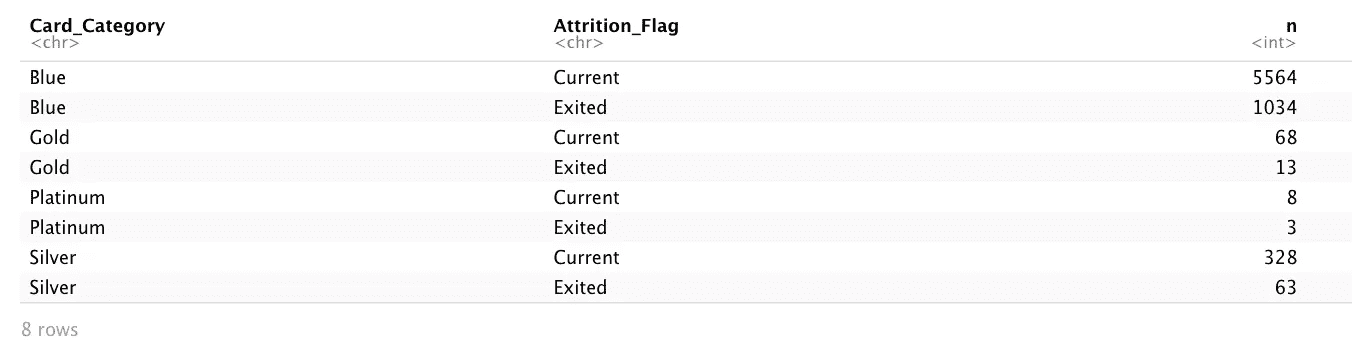 Card_Category Attrition_Flag n
<chr> <chr> <int>
Blue Current 5564
Blue Exited 1034
Gold Current 68
Gold Exited 13
Platinum Current 8
Platinum Exited 3
Silver Current 328
Silver Exited 63
8 rows